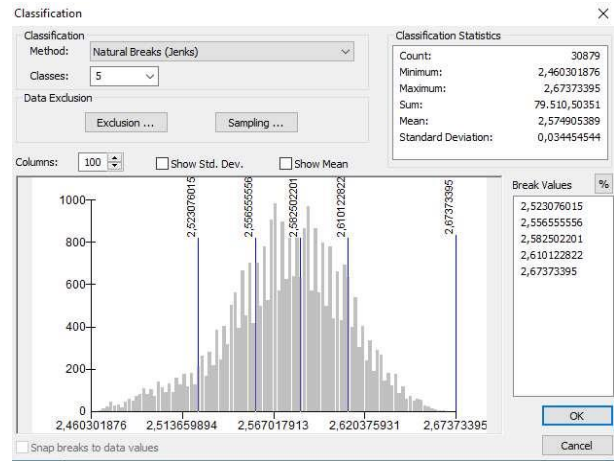 Classification
Classification
Method: Natural Breaks (Jenks)
Classes: 5
Data Exclusion
Exclusion ... Sampling ...
Classification Statistics
Count: 30879
Minimum: 2,460301876
Maximum: 2,67373395
Sum: 79.510,50351
Mean: 2,574905389
Standard Deviation: 0,034454544
Columns: 100 Show Std. Dev. Show Mean
2,523076015
2,556555556
2,582502201
2,610122822
2,67373395
1000
800
600
400
200
0
2,460301876 2,513659894 2,567017913 2,620375931 2,67373395
Break Values %
2,523076015
2,556555556
2,582502201
2,610122822
2,67373395
OK
Cancel
Snap breaks to data values